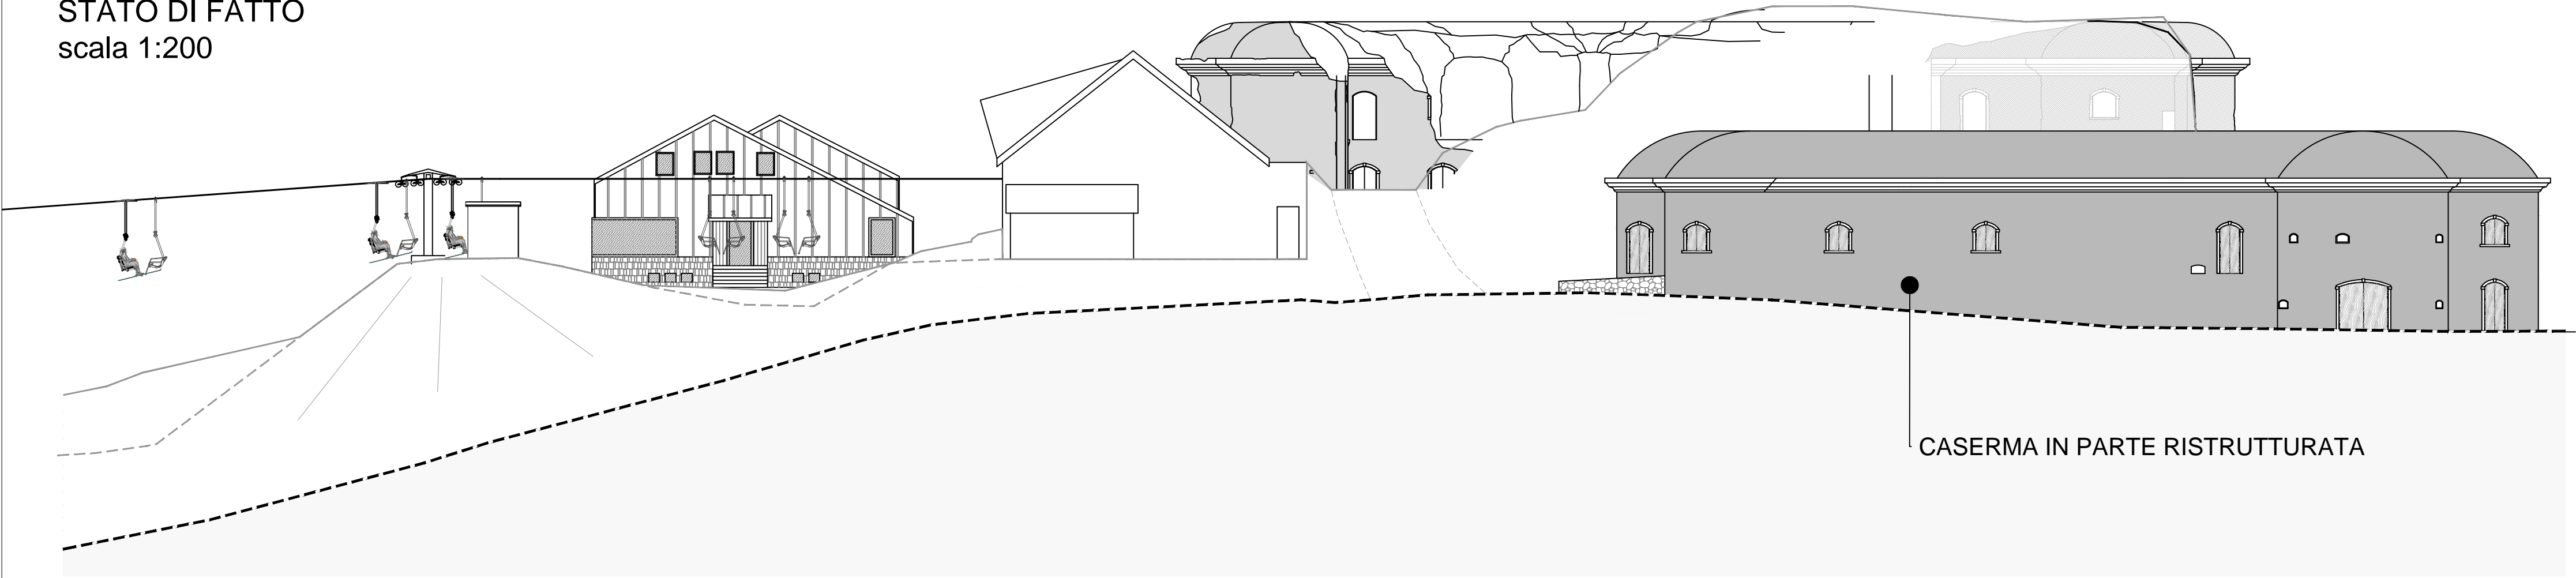 STATO DI FATTO
scala 1:200
CASERMA IN PARTE RISTRUTTURATA